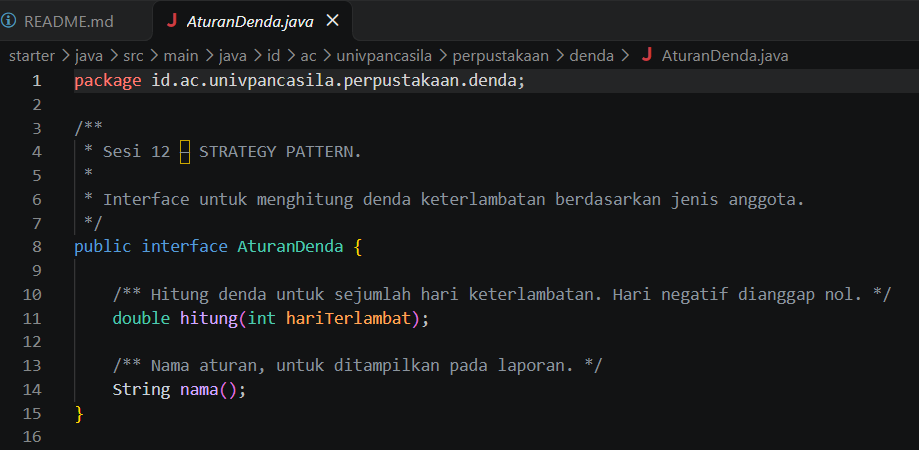 README.md
AturanDenda.java
starter > java > src > main > java > id > ac > univpancasila > perpustakaan > denda > AturanDenda.java
1 package id.ac.univpancasila.perpustakaan.denda;
2
3 /**
4  * Sesi 12 – STRATEGY PATTERN.
5  *
6  * Interface untuk menghitung denda keterlambatan berdasarkan jenis anggota.
7  */
8 public interface AturanDenda {
9
10     /** Hitung denda untuk sejumlah hari keterlambatan. Hari negatif dianggap nol. */
11     double hitung(int hariTerlambat);
12
13     /** Nama aturan, untuk ditampilkan pada laporan. */
14     String nama();
15 }
16